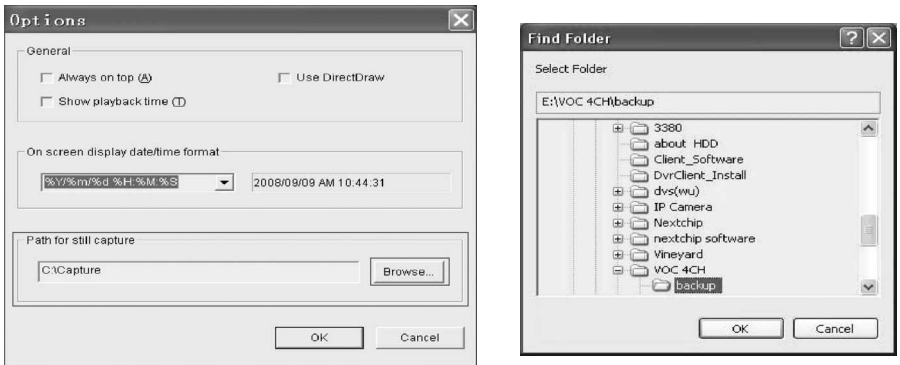 Options
General
Always on top (A)
Use DirectDraw
Show playback time (T)
On screen display date/time format
%Y/%m/%d %H:%M:%S
2008/09/09 AM 10:44:31
Path for still capture
C:\Capture
Browse...
OK
Cancel
Find Folder
Select Folder
E:\VOC 4CH\backup
3380
about HDD
Client_Software
DvrClient_Install
dvs(wu)
IP Camera
Nextchip
nextchip software
Vineyard
VOC 4CH
backup
OK
Cancel